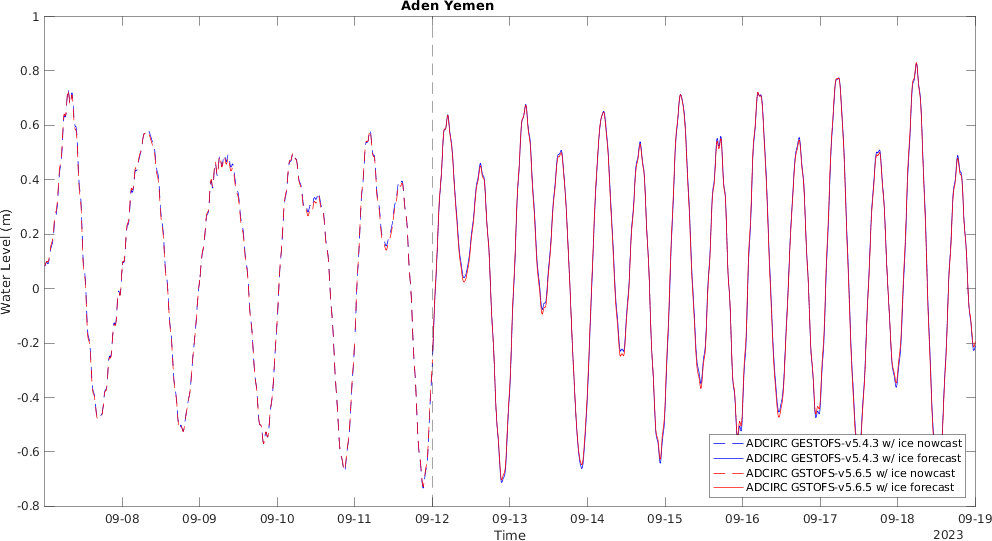 Aden Yemen
1
0.8
0.6
0.4
0.2
0
-0.2
-0.4
-0.6
-0.8
Water Level (m)
ADCIRC GESTOFS-v5.4.3 w/ ice nowcast
ADCIRC GESTOFS-v5.4.3 w/ ice forecast
ADCIRC GSTOFS-v5.6.5 w/ ice nowcast
ADCIRC GSTOFS-v5.6.5 w/ ice forecast
09-08 09-09 09-10 09-11 09-12 09-13 09-14 09-15 09-16 09-17 09-18 09-19
Time
2023